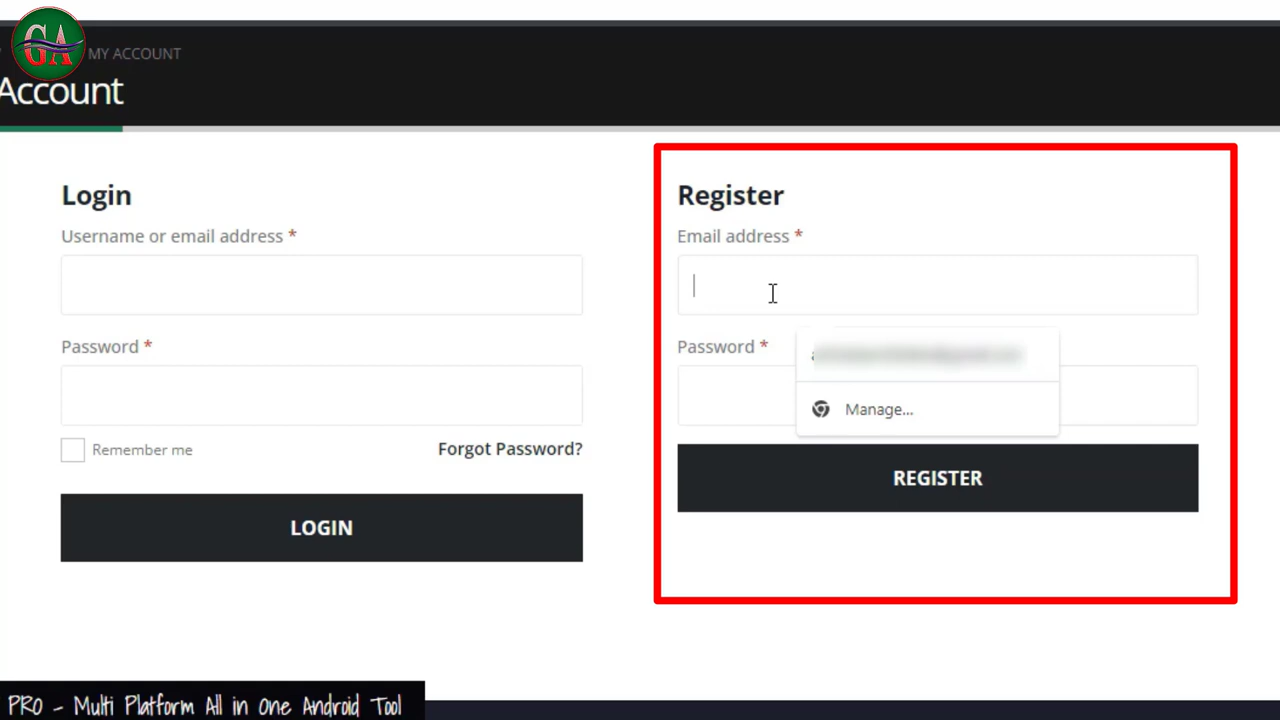 GA
MY ACCOUNT
Account
Login
Username or email address *
Password *
Remember me
Forgot Password?
LOGIN
Register
Email address *
Password *
Manage...
REGISTER
PRO - Multi Platform All in One Android Tool